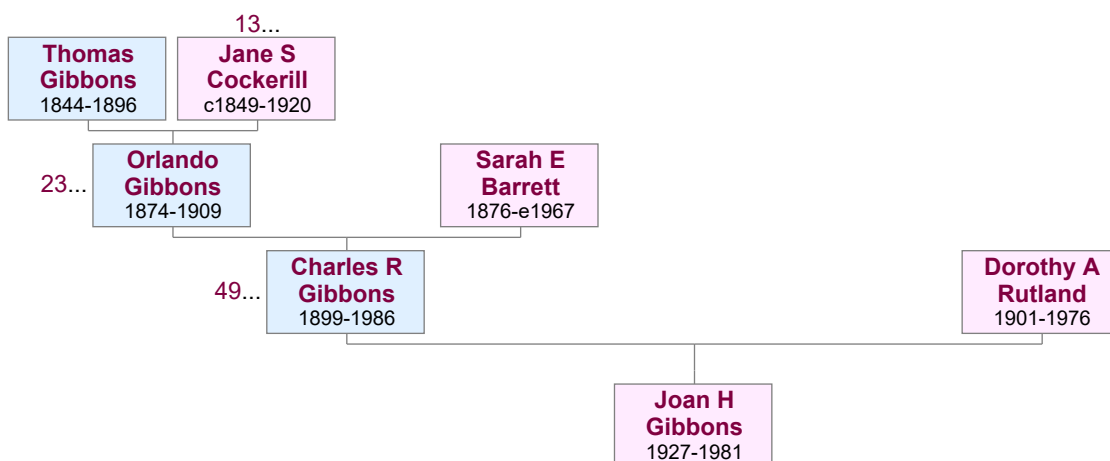 13...
Thomas
Gibbons
1844-1896
Jane S
Cockerill
c1849-1920
23...
Orlando
Gibbons
1874-1909
Sarah E
Barrett
1876-e1967
49...
Charles R
Gibbons
1899-1986
Dorothy A
Rutland
1901-1976
Joan H
Gibbons
1927-1981